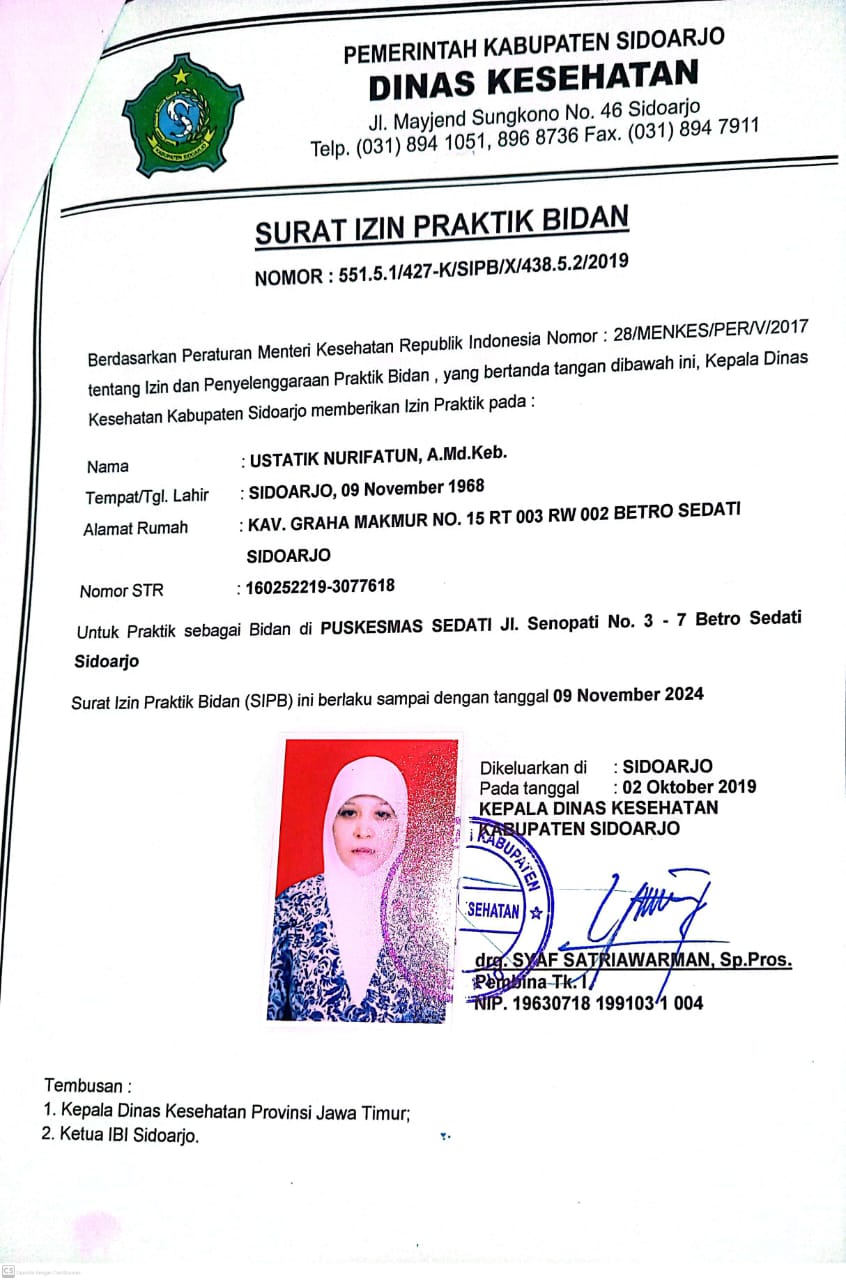 PEMERINTAH KABUPATEN SIDOARJO
DINAS KESEHATAN
Jl. Mayjend Sungkono No. 46 Sidoarjo
Telp. (031) 894 1051, 896 8736 Fax. (031) 894 7911
KABUPATEN SIDOARJO
SURAT IZIN PRAKTIK BIDAN
NOMOR : 551.5.1/427-K/SIPB/X/438.5.2/2019
Berdasarkan Peraturan Menteri Kesehatan Republik Indonesia Nomor : 28/MENKES/PER/V/2017
tentang Izin dan Penyelenggaraan Praktik Bidan , yang bertanda tangan dibawah ini, Kepala Dinas
Kesehatan Kabupaten Sidoarjo memberikan Izin Praktik pada :
Nama : USTATIK NURIFATUN, A.Md.Keb.
Tempat/Tgl. Lahir : SIDOARJO, 09 November 1968
Alamat Rumah : KAV. GRAHA MAKMUR NO. 15 RT 003 RW 002 BETRO SEDATI
SIDOARJO
Nomor STR : 160252219-3077618
Untuk Praktik sebagai Bidan di PUSKESMAS SEDATI Jl. Senopati No. 3 - 7 Betro Sedati
Sidoarjo
Surat Izin Praktik Bidan (SIPB) ini berlaku sampai dengan tanggal 09 November 2024
Dikeluarkan di : SIDOARJO
Pada tanggal : 02 Oktober 2019
KEPALA DINAS KESEHATAN
KABUPATEN SIDOARJO
KABUPATEN
SEHATAN
drg. SYAF SATRIAWARMAN, Sp.Pros.
Pembina Tk.1
NIP. 19630718 199103 1 004
Tembusan :
1. Kepala Dinas Kesehatan Provinsi Jawa Timur;
2. Ketua IBI Sidoarjo.
CS